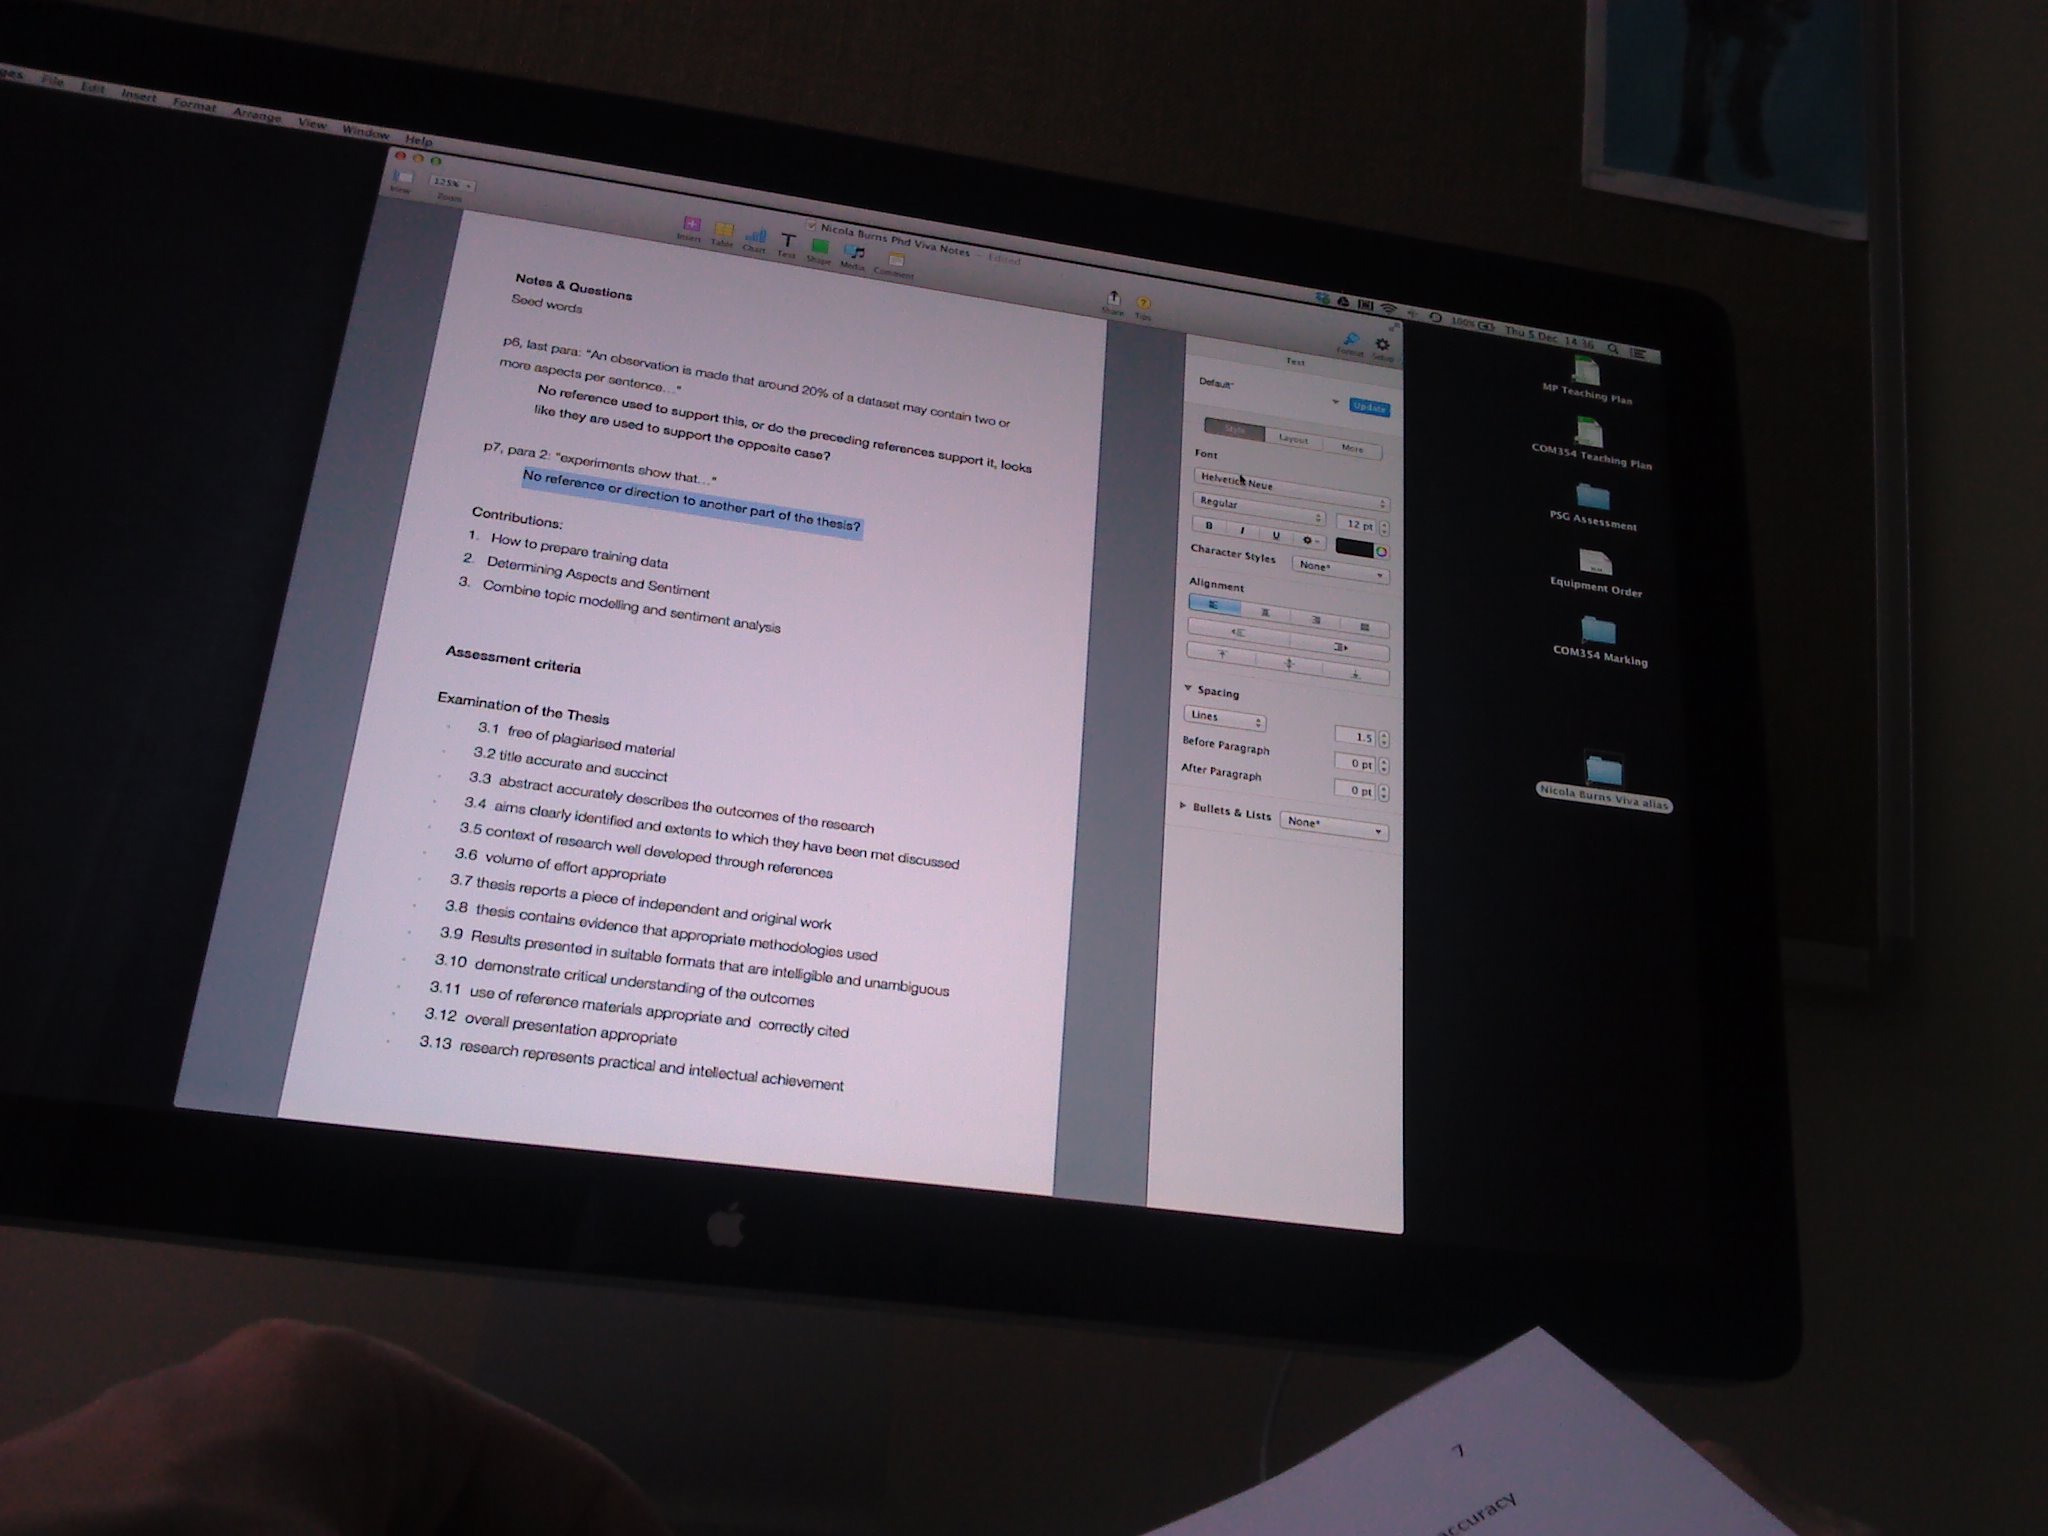 File Edit Insert Format Arrange View Window Help
100% Thu 5 Dec 14:36
125%
View Zoom
Nicola Burns Phd Viva Notes - Edited
Insert Table Chart Text Shape Media Comment
Share Tips
Format Setup
Notes & Questions
Seed words
p6, last para: "An observation is made that around 20% of a dataset may contain two or
more aspects per sentence..."
No reference used to support this, or do the preceding references support it, looks
like they are used to support the opposite case?
p7, para 2: "experiments show that..."
No reference or direction to another part of the thesis?
Contributions:
1. How to prepare training data
2. Determining Aspects and Sentiment
3. Combine topic modelling and sentiment analysis
Assessment criteria
Examination of the Thesis
3.1 free of plagiarised material
3.2 title accurate and succinct
3.3 abstract accurately describes the outcomes of the research
3.4 aims clearly identified and extents to which they have been met discussed
3.5 context of research well developed through references
3.6 volume of effort appropriate
3.7 thesis reports a piece of independent and original work
3.8 thesis contains evidence that appropriate methodologies used
3.9 Results presented in suitable formats that are intelligible and unambiguous
3.10 demonstrate critical understanding of the outcomes
3.11 use of reference materials appropriate and correctly cited
3.12 overall presentation appropriate
3.13 research represents practical and intellectual achievement
Text
Default*
Update
Style Layout More
Font
Helvetica Neue
Regular 12 pt
B I U
Character Styles None*
Alignment
Spacing
Lines 1.5
Before Paragraph 0 pt
After Paragraph 0 pt
Bullets & Lists None*
MP Teaching Plan
COM354 Teaching Plan
PSG Assessment
Equipment Order
COM354 Marking
Nicola Burns Viva alias
7